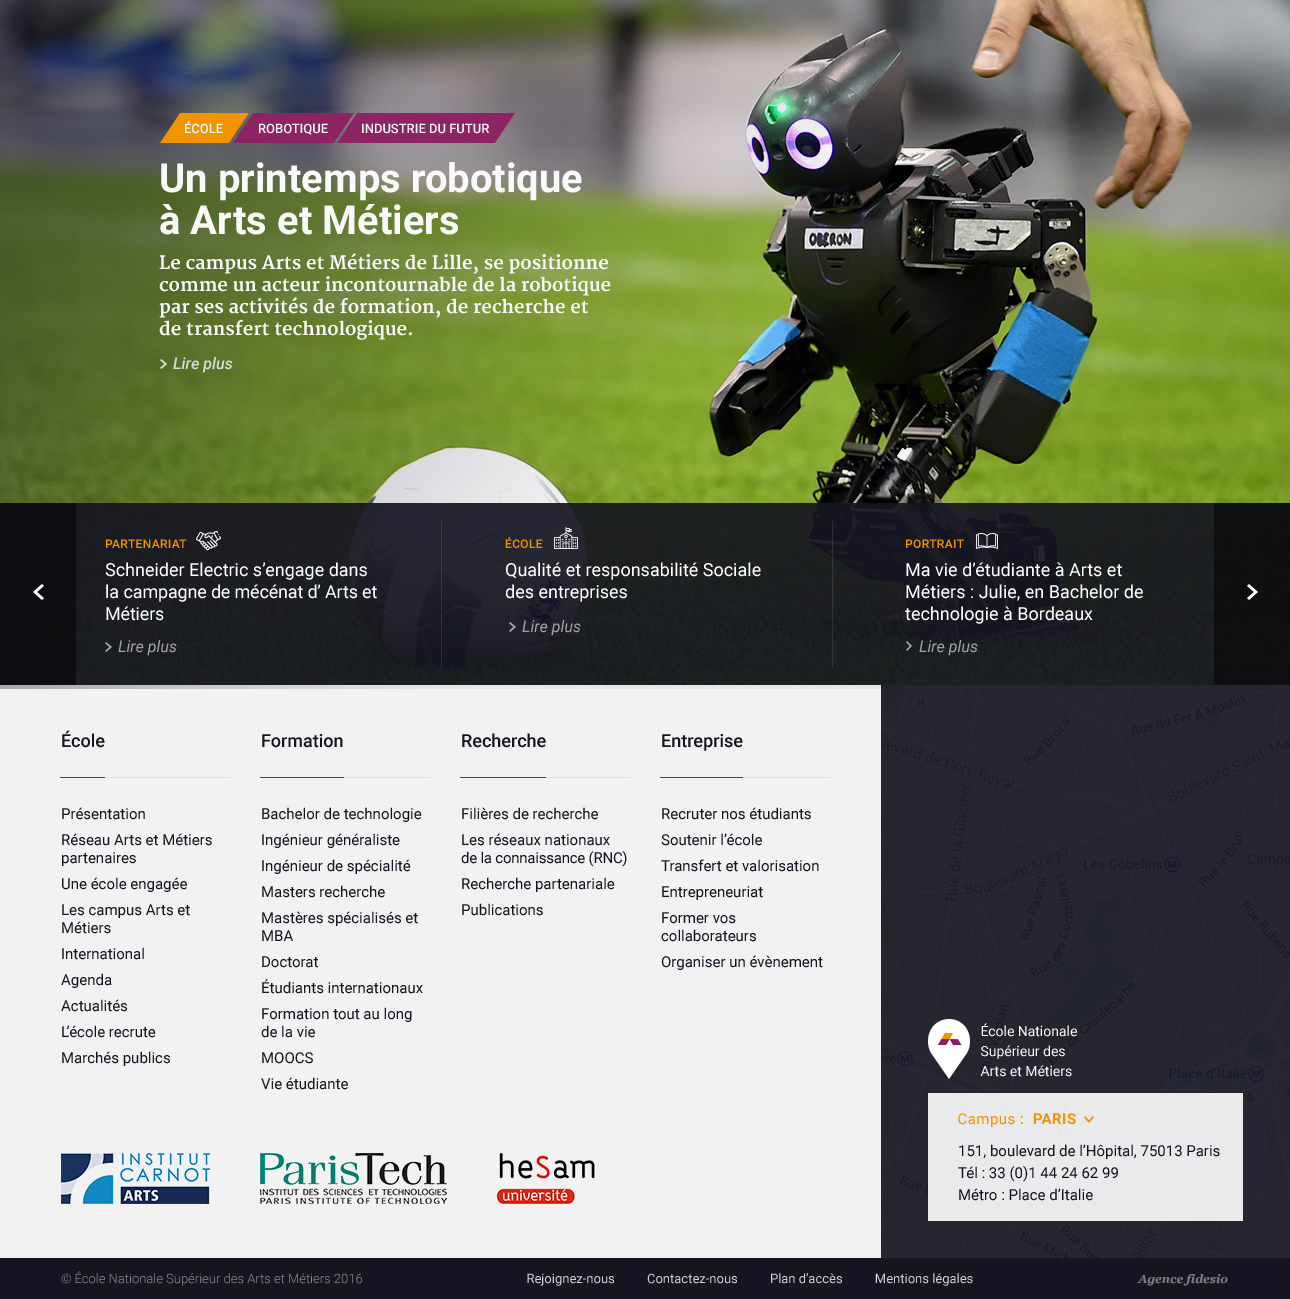 ÉCOLE ROBOTIQUE INDUSTRIE DU FUTUR
Un printemps robotique
à Arts et Métiers
Le campus Arts et Métiers de Lille, se positionne
comme un acteur incontournable de la robotique
par ses activités de formation, de recherche et
de transfert technologique.
Lire plus
OBERON
PARTENARIAT
Schneider Electric s’engage dans
la campagne de mécénat d’ Arts et
Métiers
Lire plus
ÉCOLE
Qualité et responsabilité Sociale
des entreprises
Lire plus
PORTRAIT
Ma vie d’étudiante à Arts et
Métiers : Julie, en Bachelor de
technologie à Bordeaux
Lire plus
École
Présentation
Réseau Arts et Métiers
partenaires
Une école engagée
Les campus Arts et
Métiers
International
Agenda
Actualités
L’école recrute
Marchés publics
Formation
Bachelor de technologie
Ingénieur généraliste
Ingénieur de spécialité
Masters recherche
Mastères spécialisés et
MBA
Doctorat
Étudiants internationaux
Formation tout au long
de la vie
MOOCS
Vie étudiante
Recherche
Filières de recherche
Les réseaux nationaux
de la connaissance (RNC)
Recherche partenariale
Publications
Entreprise
Recruter nos étudiants
Soutenir l’école
Transfert et valorisation
Entrepreneuriat
Former vos
collaborateurs
Organiser un évènement
INSTITUT
CARNOT
ARTS
ParisTech
INSTITUT DES SCIENCES ET TECHNOLOGIES
PARIS INSTITUTE OF TECHNOLOGY
heSam
université
Rue du Fer A Moulin
Rue Broca
Boulevard Saint-Ma
levard de Port-Royal
Rue de la Glacière
Boulevard Arago
Les Gobelins M
Rue le Brun
Campo
Rue Pascal
Rue des Cordelières
Rue Rubens
de Croulebarbe
Place d'Italie M
École Nationale
Supérieur des
Arts et Métiers
Campus : PARIS
151, boulevard de l’Hôpital, 75013 Paris
Tél : 33 (0)1 44 24 62 99
Métro : Place d’Italie
© École Nationale Supérieur des Arts et Métiers 2016
Rejoignez-nous
Contactez-nous
Plan d’accès
Mentions légales
Agence fidesio